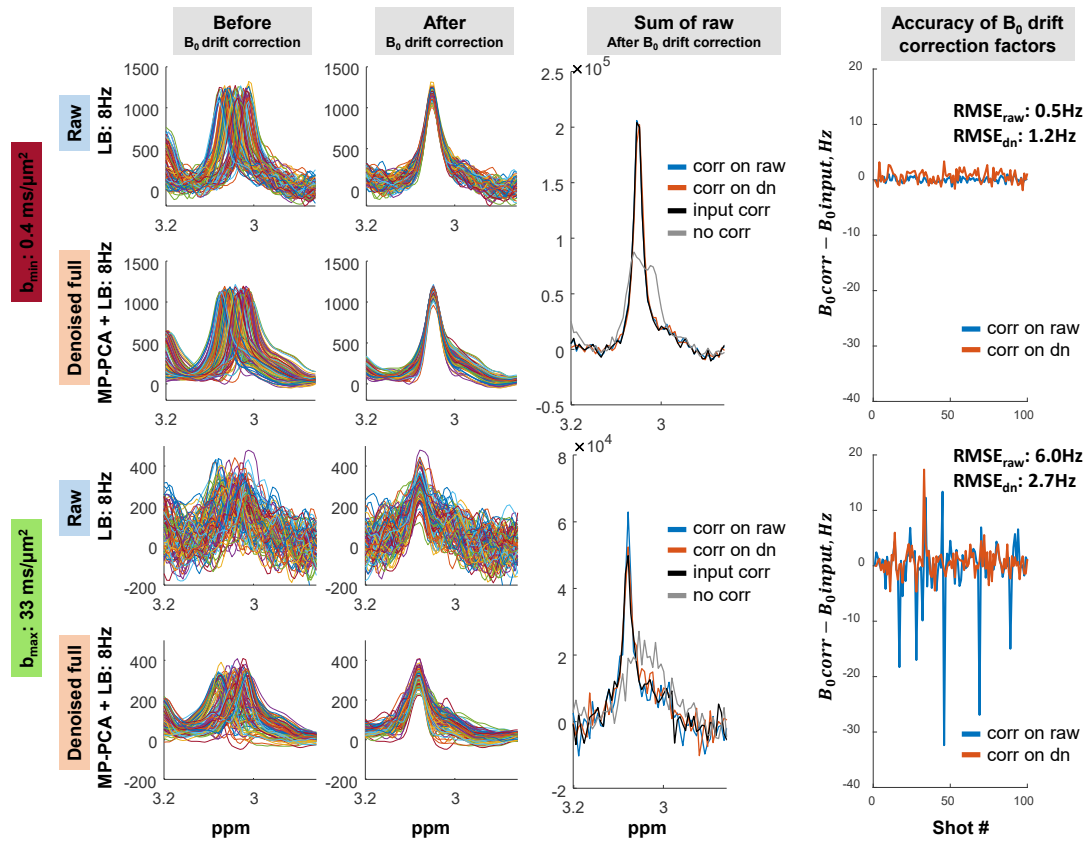 Before
B₀ drift correction
After
B₀ drift correction
Sum of raw
After B₀ drift correction
Accuracy of B₀ drift
correction factors
b_min: 0.4 ms/μm²
Raw
LB: 8Hz
1500
1000
500
0
1500
1000
500
0
3.2
3
3.2
3
Denoised full
MP-PCA + LB: 8Hz
1500
1000
500
0
1500
1000
500
0
3.2
3
3.2
3
×10⁵
2.5
2
1.5
1
0.5
0
-0.5
3.2
3
corr on raw
corr on dn
input corr
no corr
B₀corr − B₀input, Hz
20
10
0
-10
-20
-30
-40
0
50
100
RMSE_raw: 0.5Hz
RMSE_dn: 1.2Hz
corr on raw
corr on dn
b_max: 33 ms/μm²
Raw
LB: 8Hz
400
200
0
-200
400
200
0
-200
3.2
3
3.2
3
Denoised full
MP-PCA + LB: 8Hz
400
200
0
-200
400
200
0
-200
3.2
3
3.2
3
ppm
ppm
×10⁴
8
6
4
2
0
-2
3.2
3
ppm
corr on raw
corr on dn
input corr
no corr
B₀corr − B₀input, Hz
20
10
0
-10
-20
-30
-40
0
50
100
Shot #
RMSE_raw: 6.0Hz
RMSE_dn: 2.7Hz
corr on raw
corr on dn